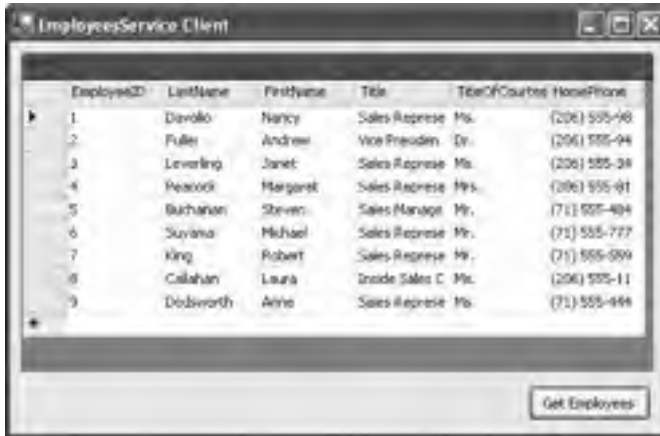 EmployeesService Client
EmployeeID LastName FirstName Title TitleOfCourtes HomePhone
1 Davolio Nancy Sales Represe Ms. (206) 555-98
2 Fuller Andrew Vice Presiden Dr. (206) 555-94
3 Leverling Janet Sales Represe Ms. (206) 555-34
4 Peacock Margaret Sales Represe Mrs. (206) 555-81
5 Buchanan Steven Sales Manage Mr. (71) 555-484
6 Suyama Michael Sales Represe Mr. (71) 555-777
7 King Robert Sales Represe Mr. (71) 555-559
8 Callahan Laura Inside Sales C Ms. (206) 555-11
9 Dodsworth Anne Sales Represe Ms. (71) 555-444
Get Employees